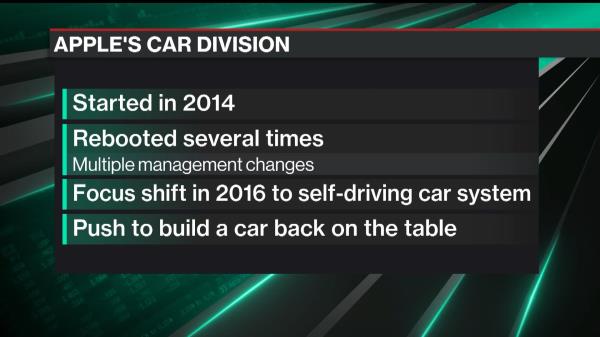 APPLE'S CAR DIVISION
Started in 2014
Rebooted several times
Multiple management changes
Focus shift in 2016 to self-driving car system
Push to build a car back on the table